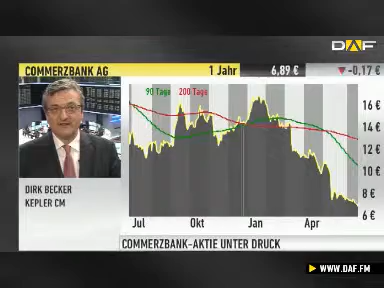 DAF
COMMERZBANK AG 1 Jahr 6,89 € -0,17 €
90 Tage 200 Tage
16 €
14 €
12 €
10 €
8 €
6 €
Jul Okt Jan Apr
DIRK BECKER
KEPLER CM
COMMERZBANK-AKTIE UNTER DRUCK
WWW.DAF.FM